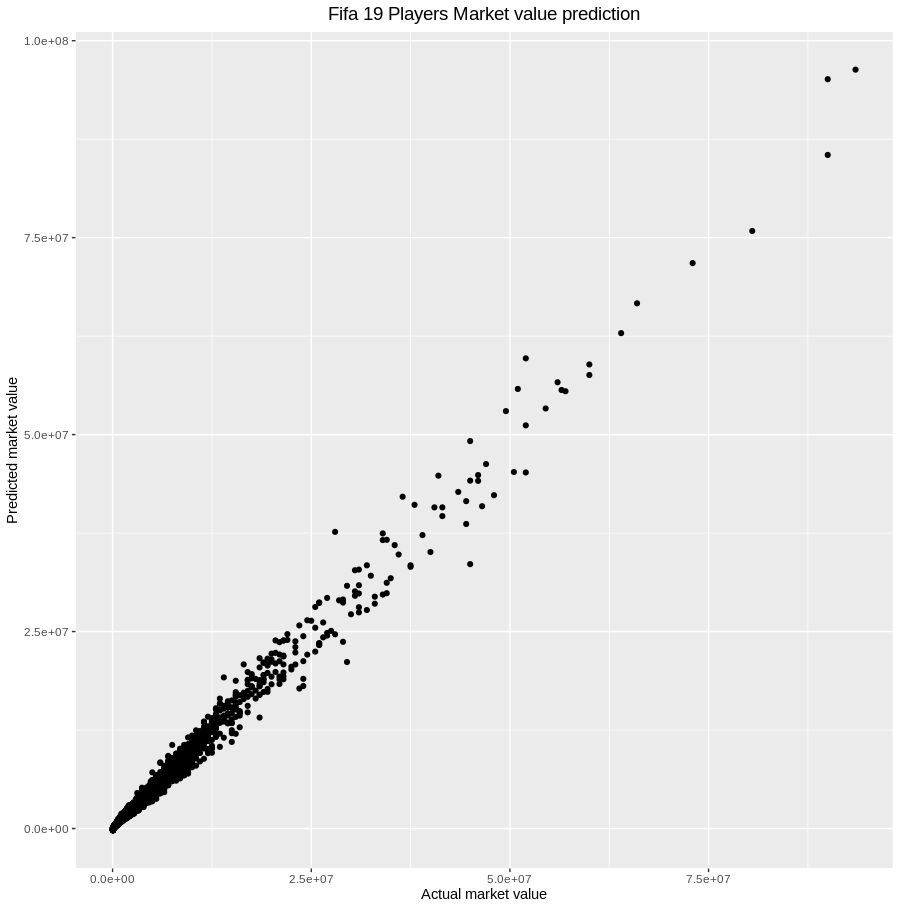 Fifa 19 Players Market value prediction
1.0e+08
7.5e+07
5.0e+07
2.5e+07
0.0e+00
Predicted market value
0.0e+00
2.5e+07
5.0e+07
7.5e+07
Actual market value